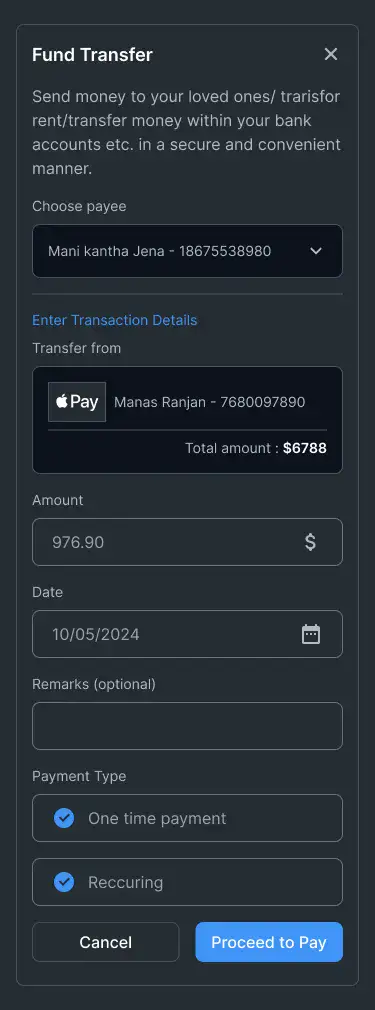 Fund Transfer
Send money to your loved ones/ trarisfor
rent/transfer money within your bank
accounts etc. in a secure and convenient
manner.
Choose payee
Mani kantha Jena - 18675538980
Enter Transaction Details
Transfer from
Pay Manas Ranjan - 7680097890
Total amount : $6788
Amount
976.90 $
Date
10/05/2024
Remarks (optional)
Payment Type
One time payment
Reccuring
Cancel Proceed to Pay